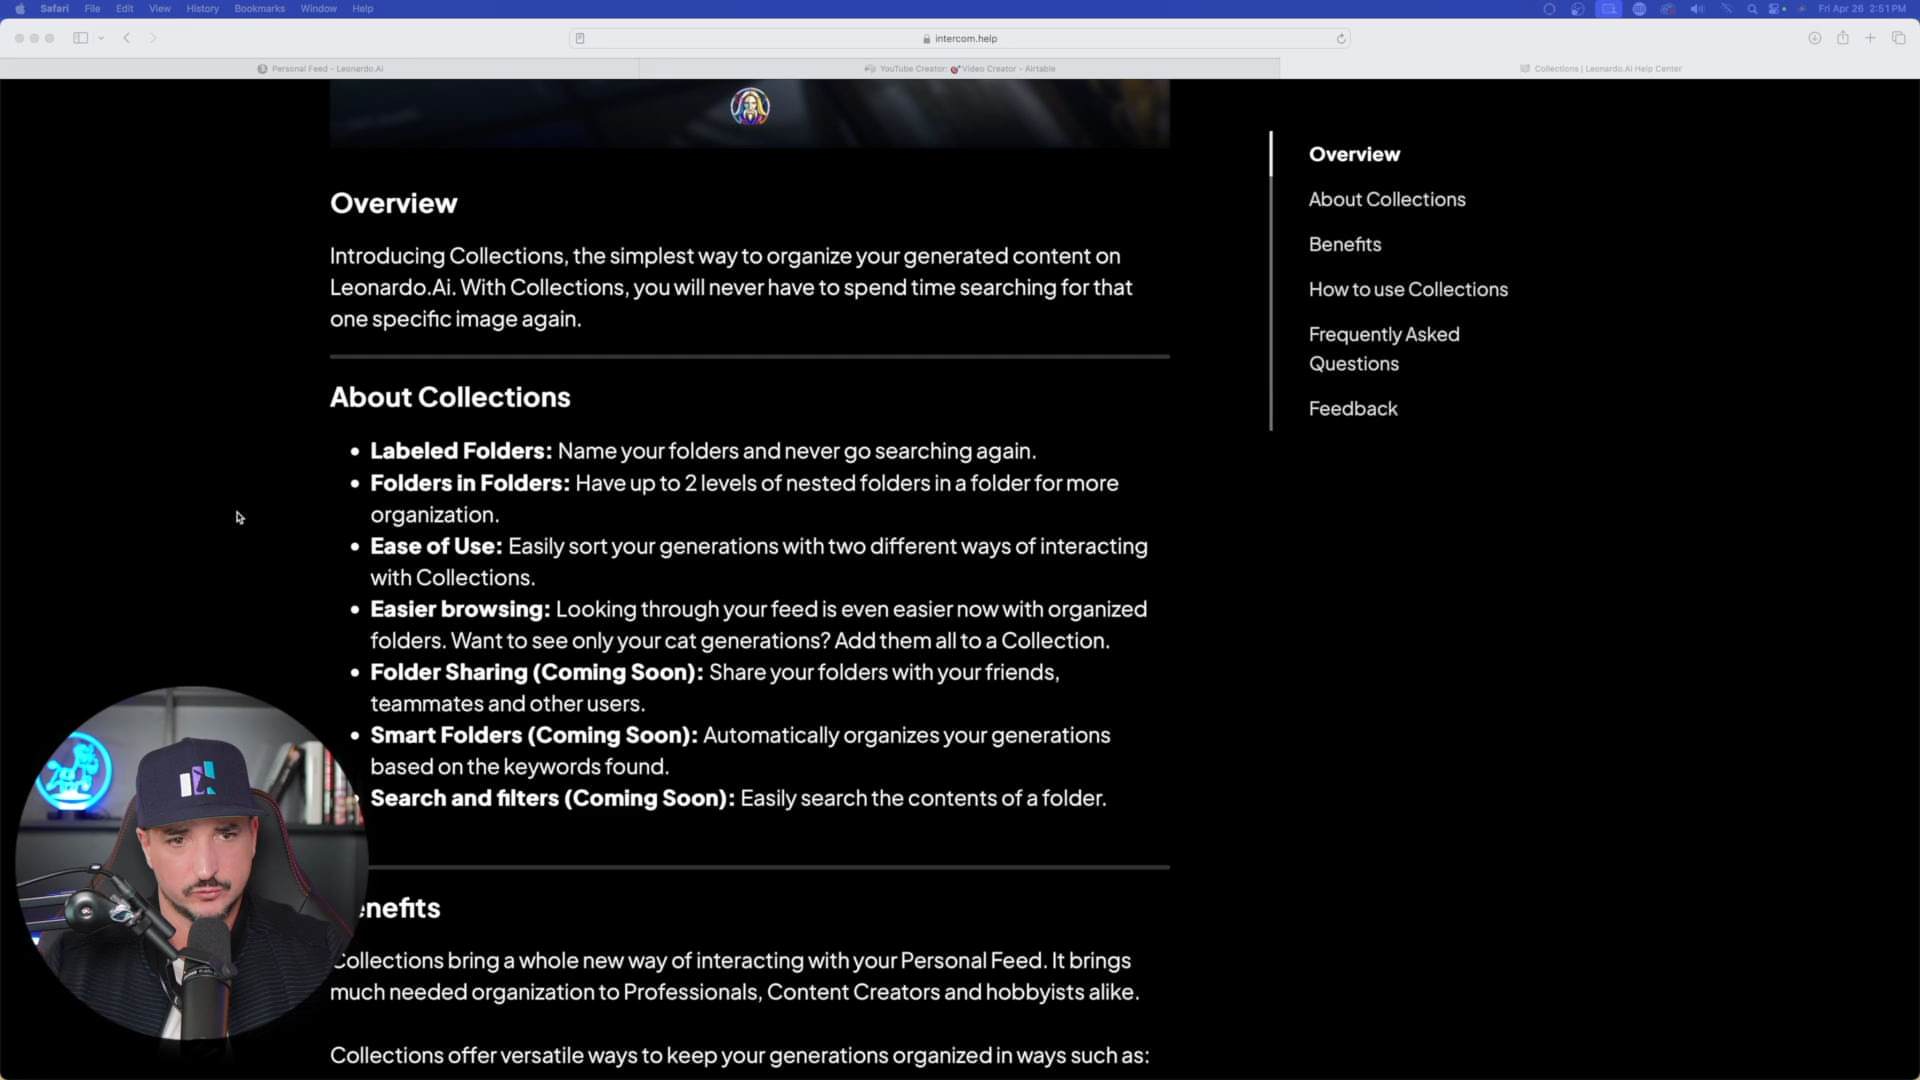 Safari File Edit View History Bookmarks Window Help
Fri Apr 26 2:51 PM
intercom.help
Personal Feed - Leonardo.Ai
YouTube Creator: 🎯Video Creator - Airtable
Collections | Leonardo.Ai Help Center
Overview
Introducing Collections, the simplest way to organize your generated content on
Leonardo.Ai. With Collections, you will never have to spend time searching for that
one specific image again.
About Collections
• Labeled Folders: Name your folders and never go searching again.
• Folders in Folders: Have up to 2 levels of nested folders in a folder for more
organization.
• Ease of Use: Easily sort your generations with two different ways of interacting
with Collections.
• Easier browsing: Looking through your feed is even easier now with organized
folders. Want to see only your cat generations? Add them all to a Collection.
• Folder Sharing (Coming Soon): Share your folders with your friends,
teammates and other users.
• Smart Folders (Coming Soon): Automatically organizes your generations
based on the keywords found.
Search and filters (Coming Soon): Easily search the contents of a folder.
enefits
Collections bring a whole new way of interacting with your Personal Feed. It brings
much needed organization to Professionals, Content Creators and hobbyists alike.
Collections offer versatile ways to keep your generations organized in ways such as:
Overview
About Collections
Benefits
How to use Collections
Frequently Asked
Questions
Feedback